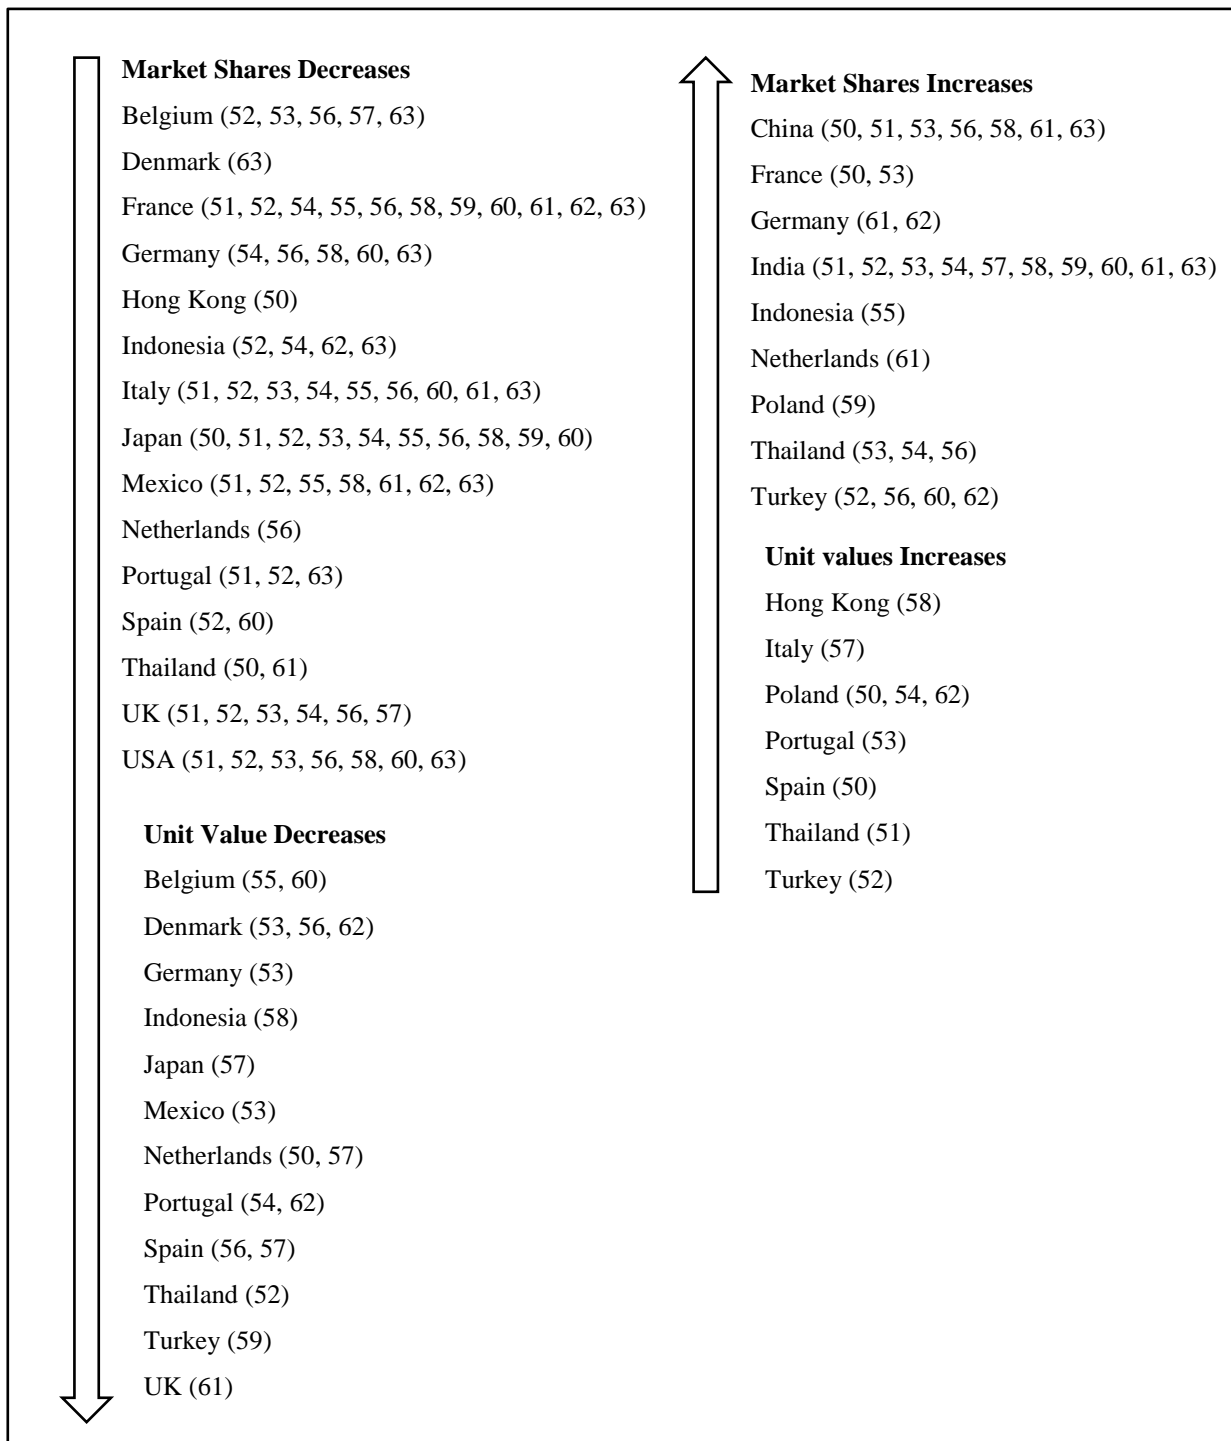 Market Shares Decreases
Belgium (52, 53, 56, 57, 63)
Denmark (63)
France (51, 52, 54, 55, 56, 58, 59, 60, 61, 62, 63)
Germany (54, 56, 58, 60, 63)
Hong Kong (50)
Indonesia (52, 54, 62, 63)
Italy (51, 52, 53, 54, 55, 56, 60, 61, 63)
Japan (50, 51, 52, 53, 54, 55, 56, 58, 59, 60)
Mexico (51, 52, 55, 58, 61, 62, 63)
Netherlands (56)
Portugal (51, 52, 63)
Spain (52, 60)
Thailand (50, 61)
UK (51, 52, 53, 54, 56, 57)
USA (51, 52, 53, 56, 58, 60, 63)
Unit Value Decreases
Belgium (55, 60)
Denmark (53, 56, 62)
Germany (53)
Indonesia (58)
Japan (57)
Mexico (53)
Netherlands (50, 57)
Portugal (54, 62)
Spain (56, 57)
Thailand (52)
Turkey (59)
UK (61)
Market Shares Increases
China (50, 51, 53, 56, 58, 61, 63)
France (50, 53)
Germany (61, 62)
India (51, 52, 53, 54, 57, 58, 59, 60, 61, 63)
Indonesia (55)
Netherlands (61)
Poland (59)
Thailand (53, 54, 56)
Turkey (52, 56, 60, 62)
Unit values Increases
Hong Kong (58)
Italy (57)
Poland (50, 54, 62)
Portugal (53)
Spain (50)
Thailand (51)
Turkey (52)